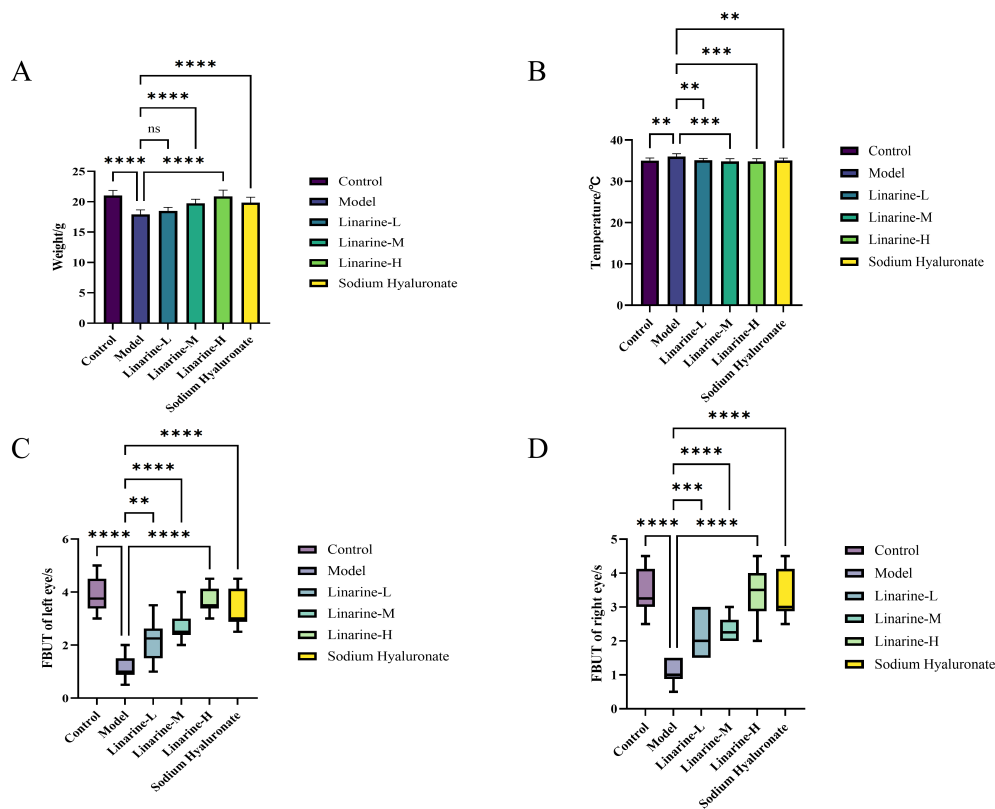 A
****
****
ns
**** ****
25
20
15
10
5
0
Weight/g
Control
Model
Linarine-L
Linarine-M
Linarine-H
Sodium Hyaluronate
Control
Model
Linarine-L
Linarine-M
Linarine-H
Sodium Hyaluronate
B
**
***
**
** ***
40
30
20
10
0
Temperature/℃
Control
Model
Linarine-L
Linarine-M
Linarine-H
Sodium Hyaluronate
Control
Model
Linarine-L
Linarine-M
Linarine-H
Sodium Hyaluronate
C
****
****
**
**** ****
6
4
2
0
FBUT of left eye/s
Control
Model
Linarine-L
Linarine-M
Linarine-H
Sodium Hyaluronate
Control
Model
Linarine-L
Linarine-M
Linarine-H
Sodium Hyaluronate
D
****
****
***
**** ****
5
4
3
2
1
0
FBUT of right eye/s
Control
Model
Linarine-L
Linarine-M
Linarine-H
Sodium Hyaluronate
Control
Model
Linarine-L
Linarine-M
Linarine-H
Sodium Hyaluronate